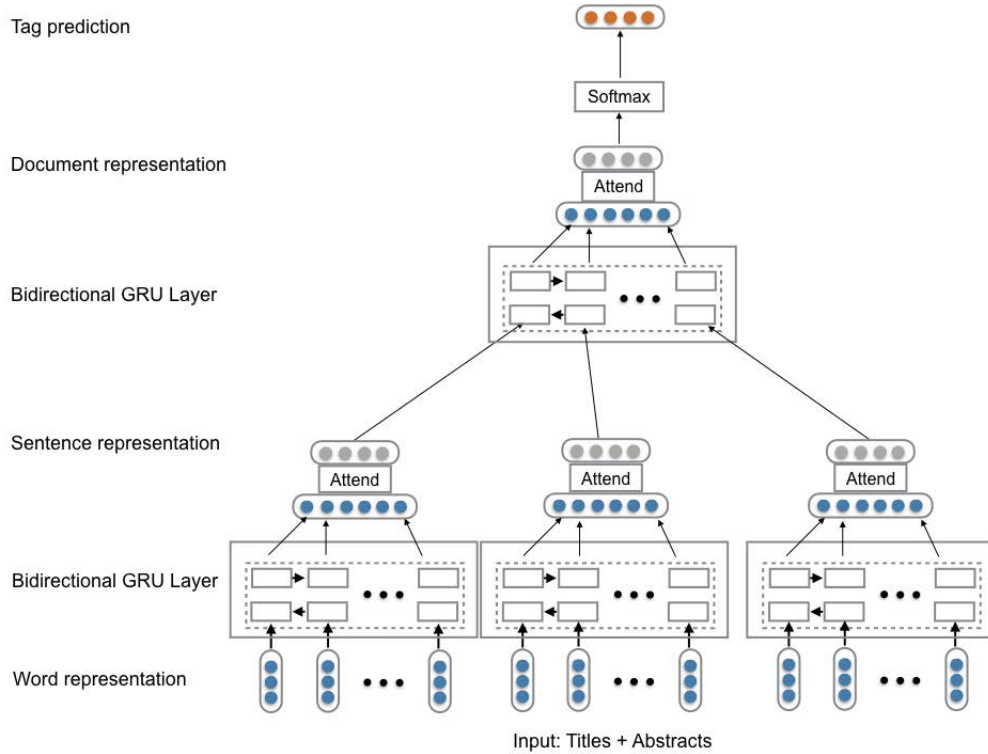 Tag prediction
Softmax
Document representation
Attend
Bidirectional GRU Layer
Sentence representation
Attend
Attend
Attend
Bidirectional GRU Layer
Word representation
Input: Titles + Abstracts